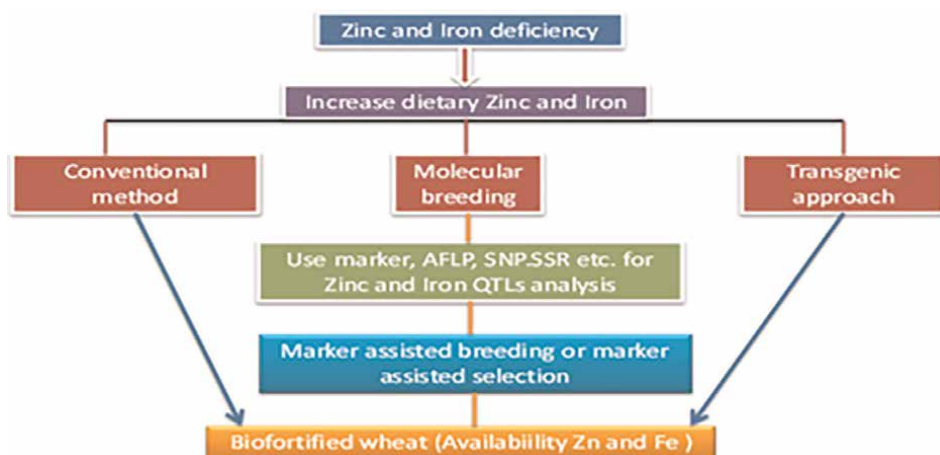 Zinc and Iron deficiency
Increase dietary Zinc and Iron
Conventional
method
Molecular
breeding
Transgenic
approach
Use marker, AFLP, SNP.SSR etc. for
Zinc and Iron QTLs analysis
Marker assisted breeding or marker
assisted selection
Biofortified wheat (Availabiility Zn and Fe )